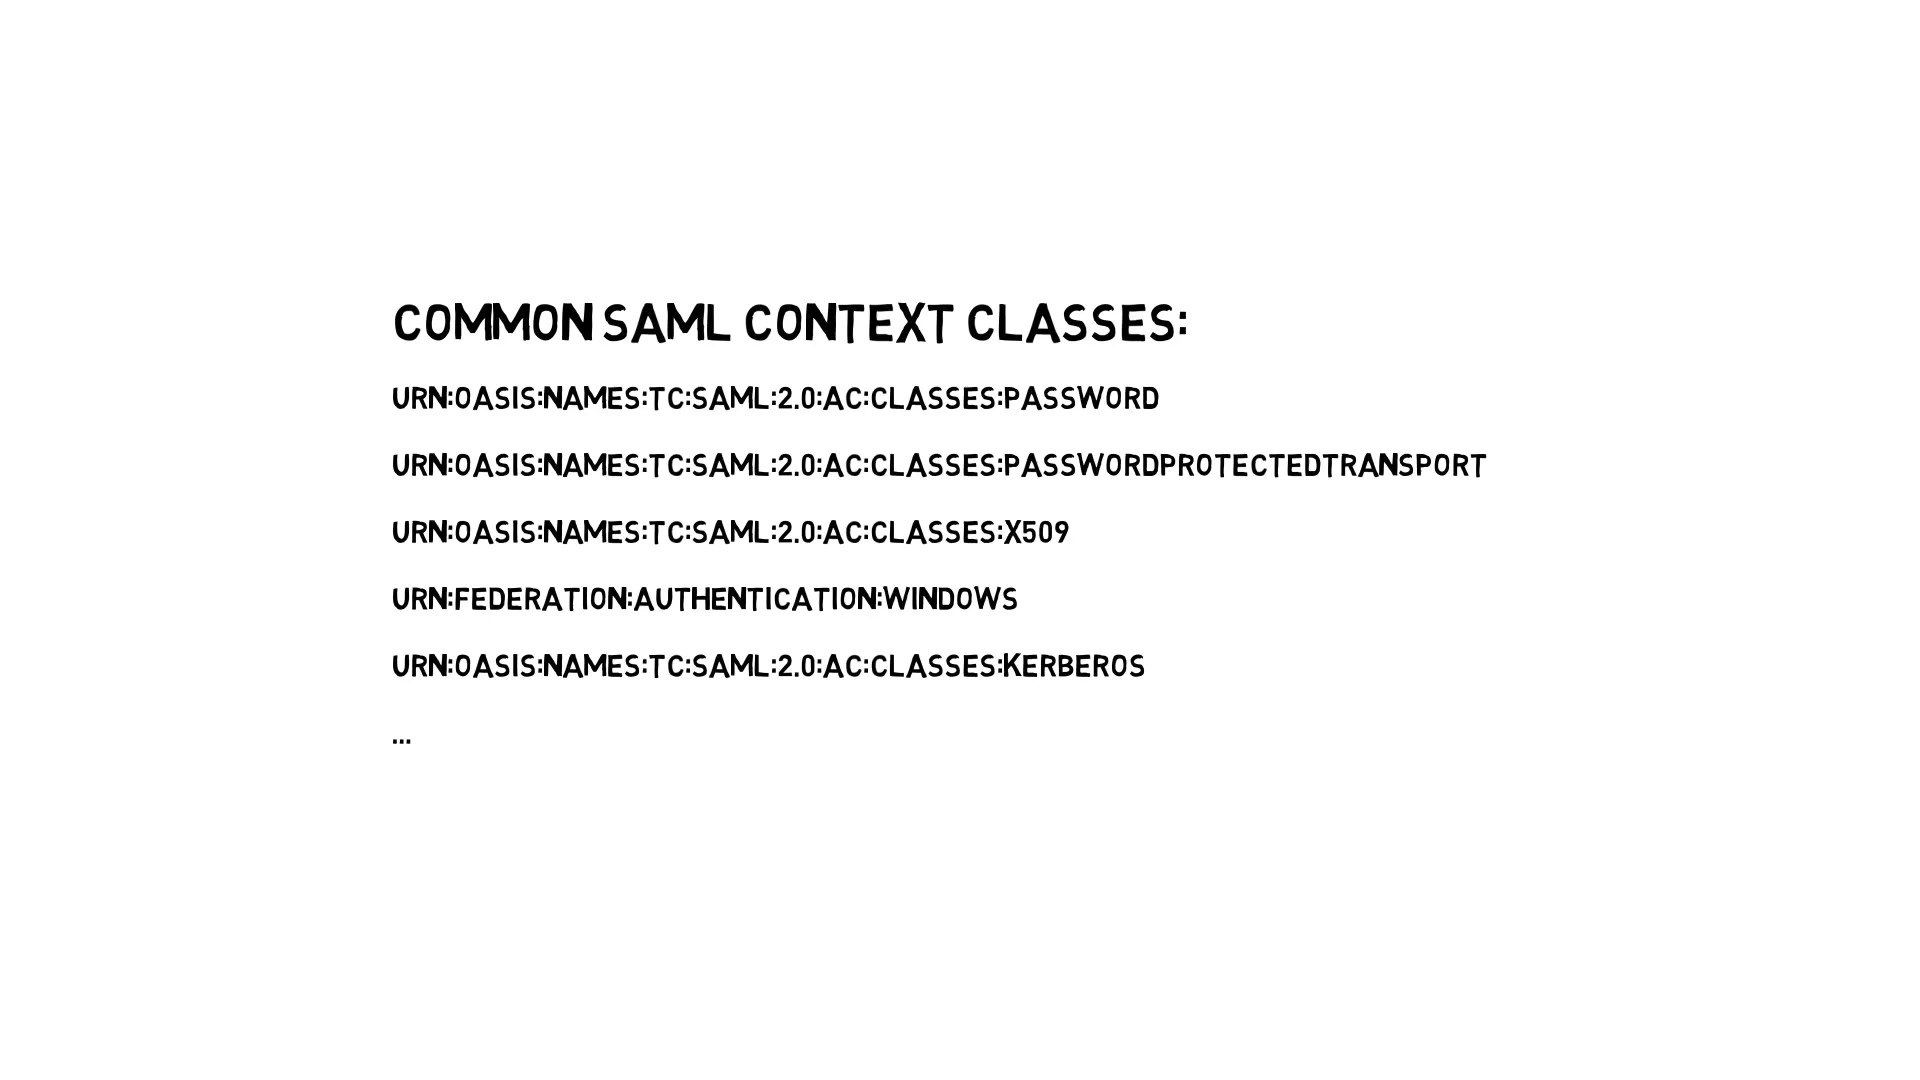 COMMON SAML CONTEXT CLASSES:
URN:OASIS:NAMES:TC:SAML:2.0:AC:CLASSES:PASSWORD
URN:OASIS:NAMES:TC:SAML:2.0:AC:CLASSES:PASSWORDPROTECTEDTRANSPORT
URN:OASIS:NAMES:TC:SAML:2.0:AC:CLASSES:X509
URN:FEDERATION:AUTHENTICATION:WINDOWS
URN:OASIS:NAMES:TC:SAML:2.0:AC:CLASSES:KERBEROS
...